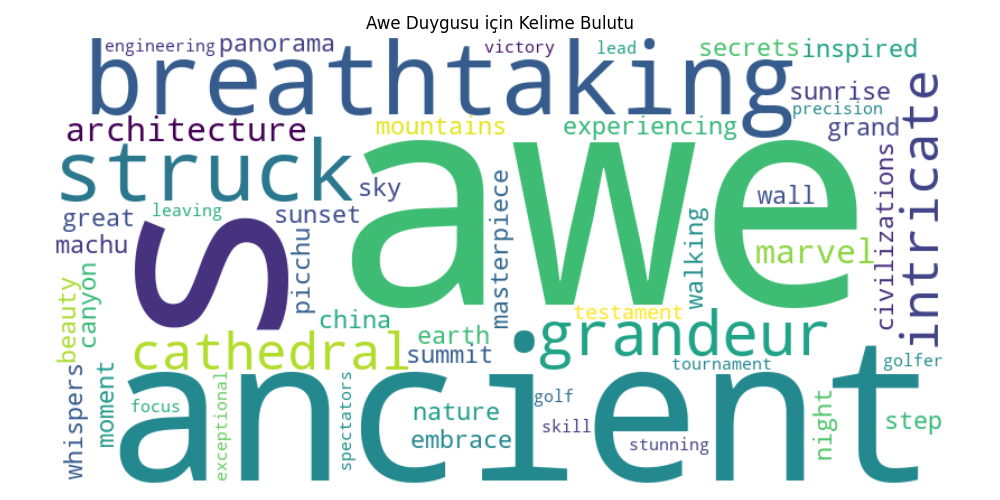 Awe Duygusu için Kelime Bulutu
engineering
panorama
victory
lead
secrets
inspired
breathtaking
sunrise
precision
intricate
architecture
mountains
experiencing
grand
struck
awe
sky
wall
civilizations
great
leaving
sunset
masterpiece
walking
machu
s
picchu
marvel
beauty
canyon
china
testament
cathedral
earth
summit
grandeur
tournament
golfer
whispers
moment
ancient
focus
exceptional
spectators
nature
golf
embrace
skill
stunning
night
step